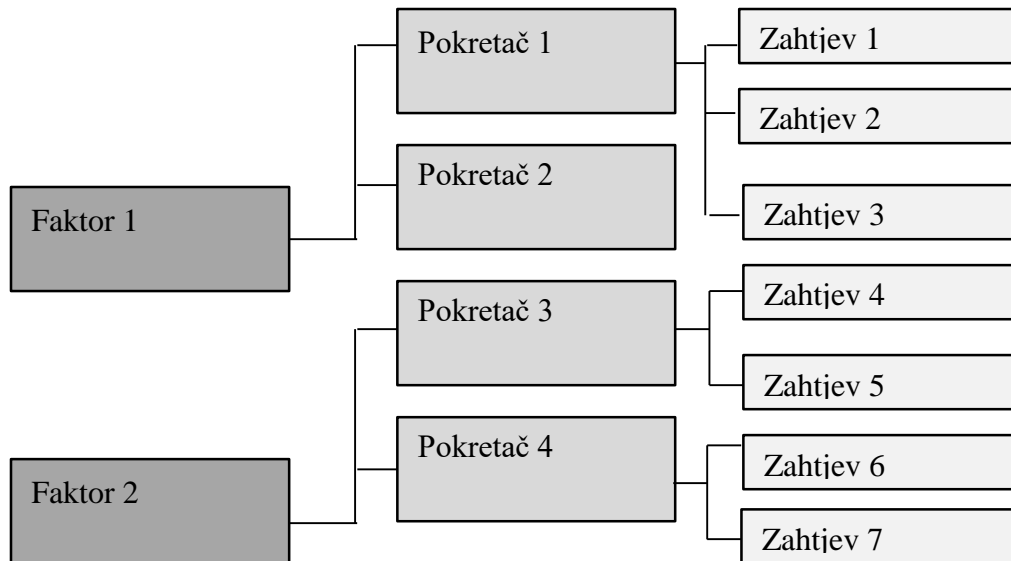 Faktor 1
Faktor 2
Pokretač 1
Pokretač 2
Pokretač 3
Pokretač 4
Zahtjev 1
Zahtjev 2
Zahtjev 3
Zahtjev 4
Zahtjev 5
Zahtjev 6
Zahtjev 7